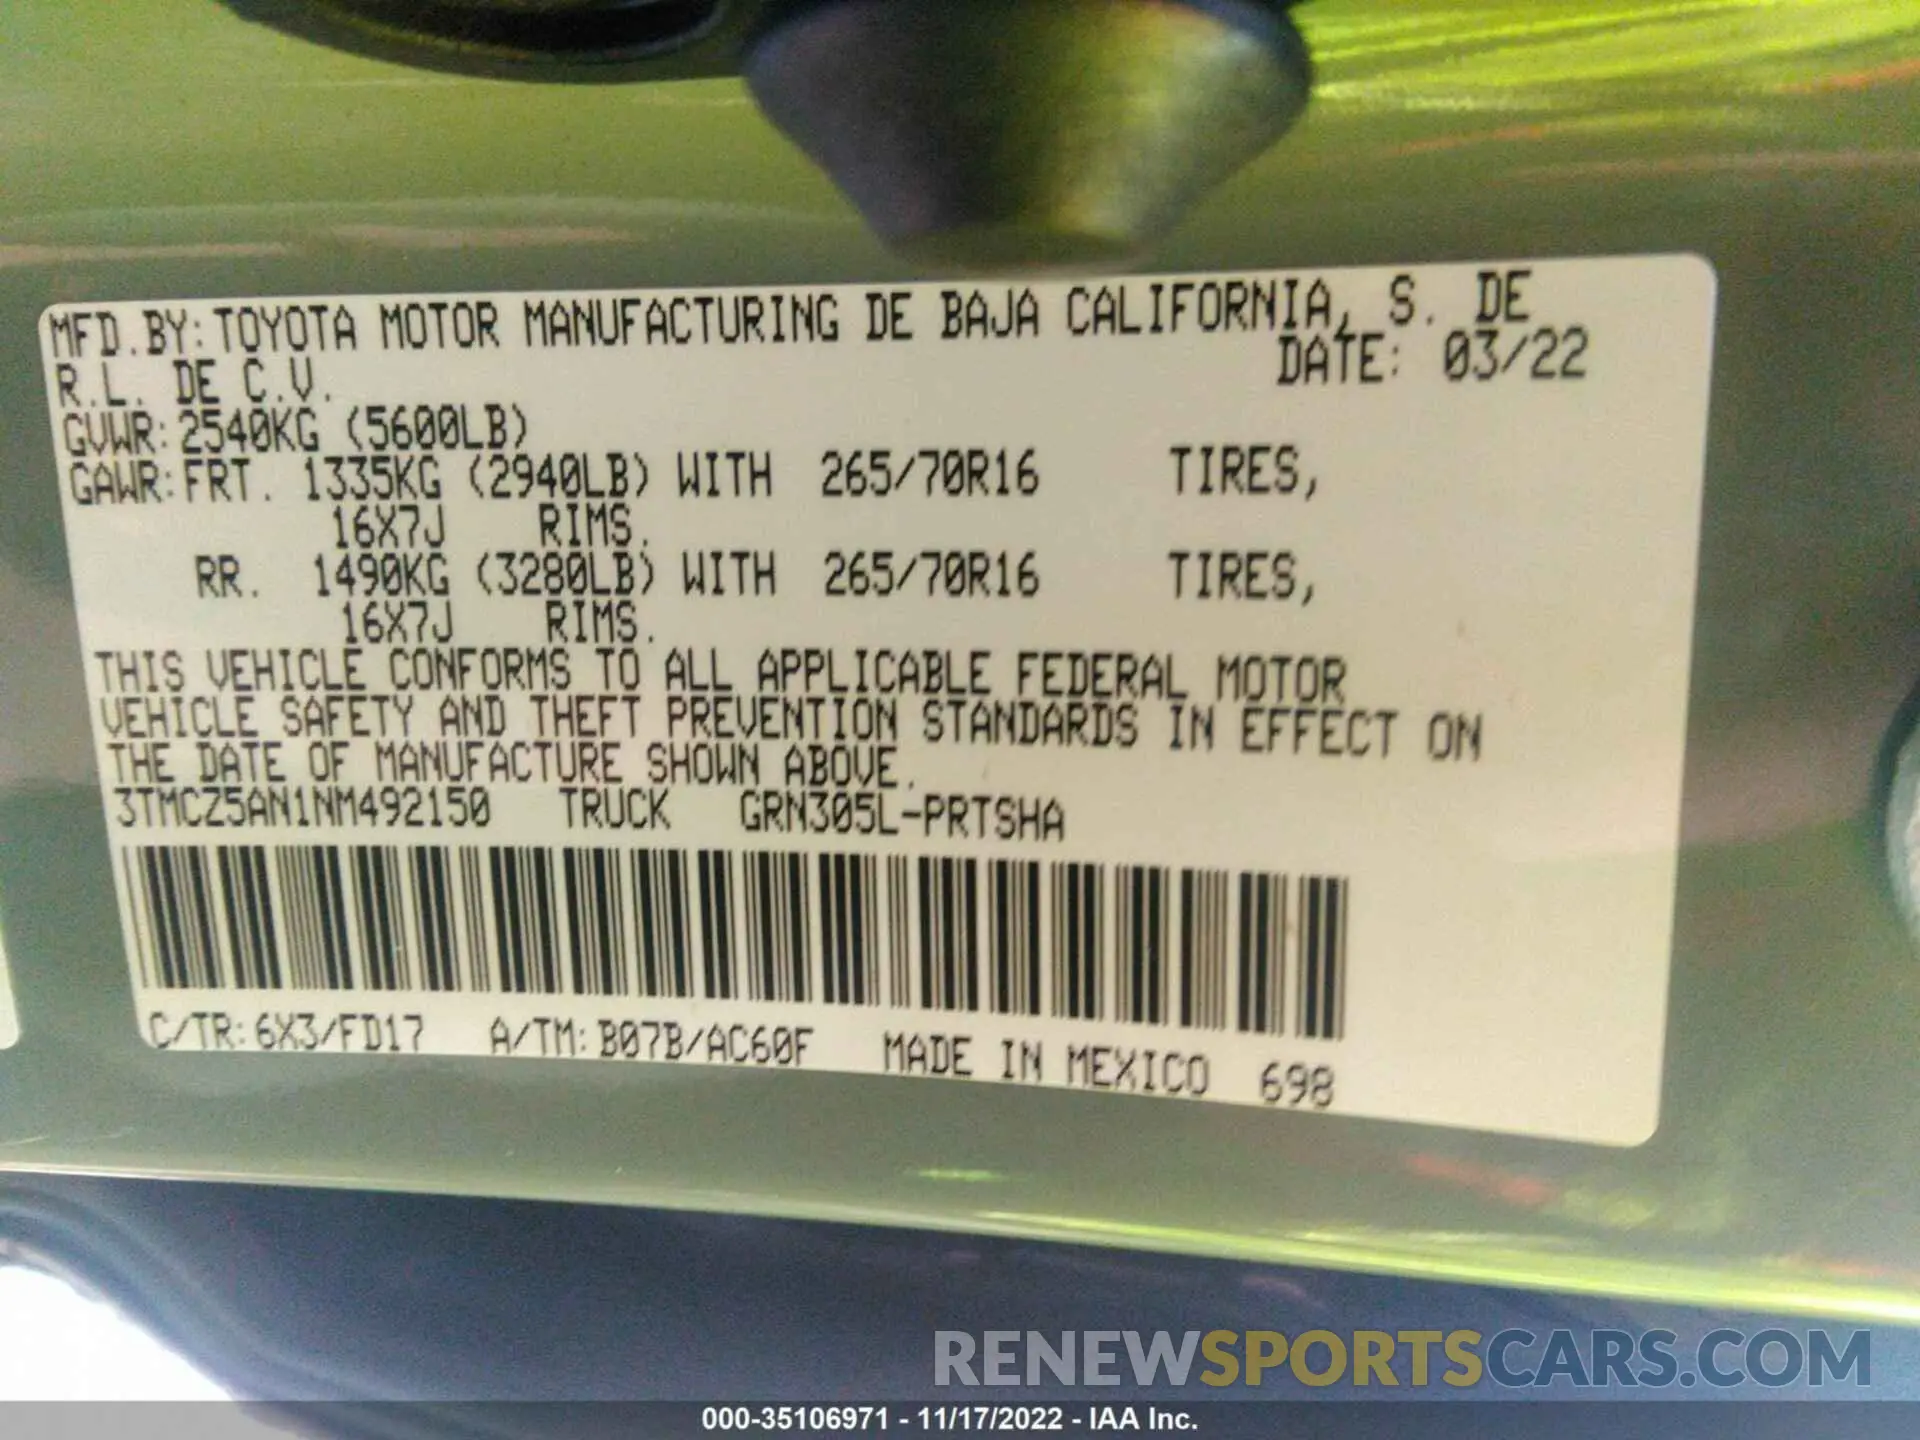 MFD.BY:TOYOTA MOTOR MANUFACTURING DE BAJA CALIFORNIA, S. DE
R.L. DE C.V. DATE: 03/22
GVWR:2540KG (5600LB)
GAWR:FRT. 1335KG (2940LB) WITH 265/70R16 TIRES,
16X7J RIMS.
RR. 1490KG (3280LB) WITH 265/70R16 TIRES,
16X7J RIMS.
THIS VEHICLE CONFORMS TO ALL APPLICABLE FEDERAL MOTOR
VEHICLE SAFETY AND THEFT PREVENTION STANDARDS IN EFFECT ON
THE DATE OF MANUFACTURE SHOWN ABOVE.
3TMCZ5AN1NM492150 TRUCK GRN305L-PRTSHA
C/TR:6X3/FD17 A/TM:B07B/AC60F MADE IN MEXICO 698
RENEWSPORTSCARS.COM
000-35106971 - 11/17/2022 - IAA Inc.